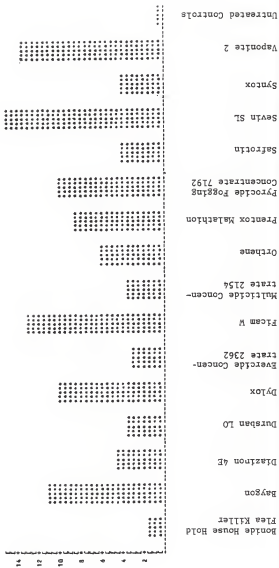 Bonide House Hold
Flea Killer
Baygon
Diazinon 4E
Dursban LO
Dylox
Evercide Concen-
trate 2362
Ficam W
Multicide Concen-
trate 2154
Orthene
Prentox Malathion
Pyrocide Fogging
Concentrate 7192
Safrotin
Sevin SL
Syntox
Vaponite 2
Untreated Controls
14
12
10
8
6
4
2